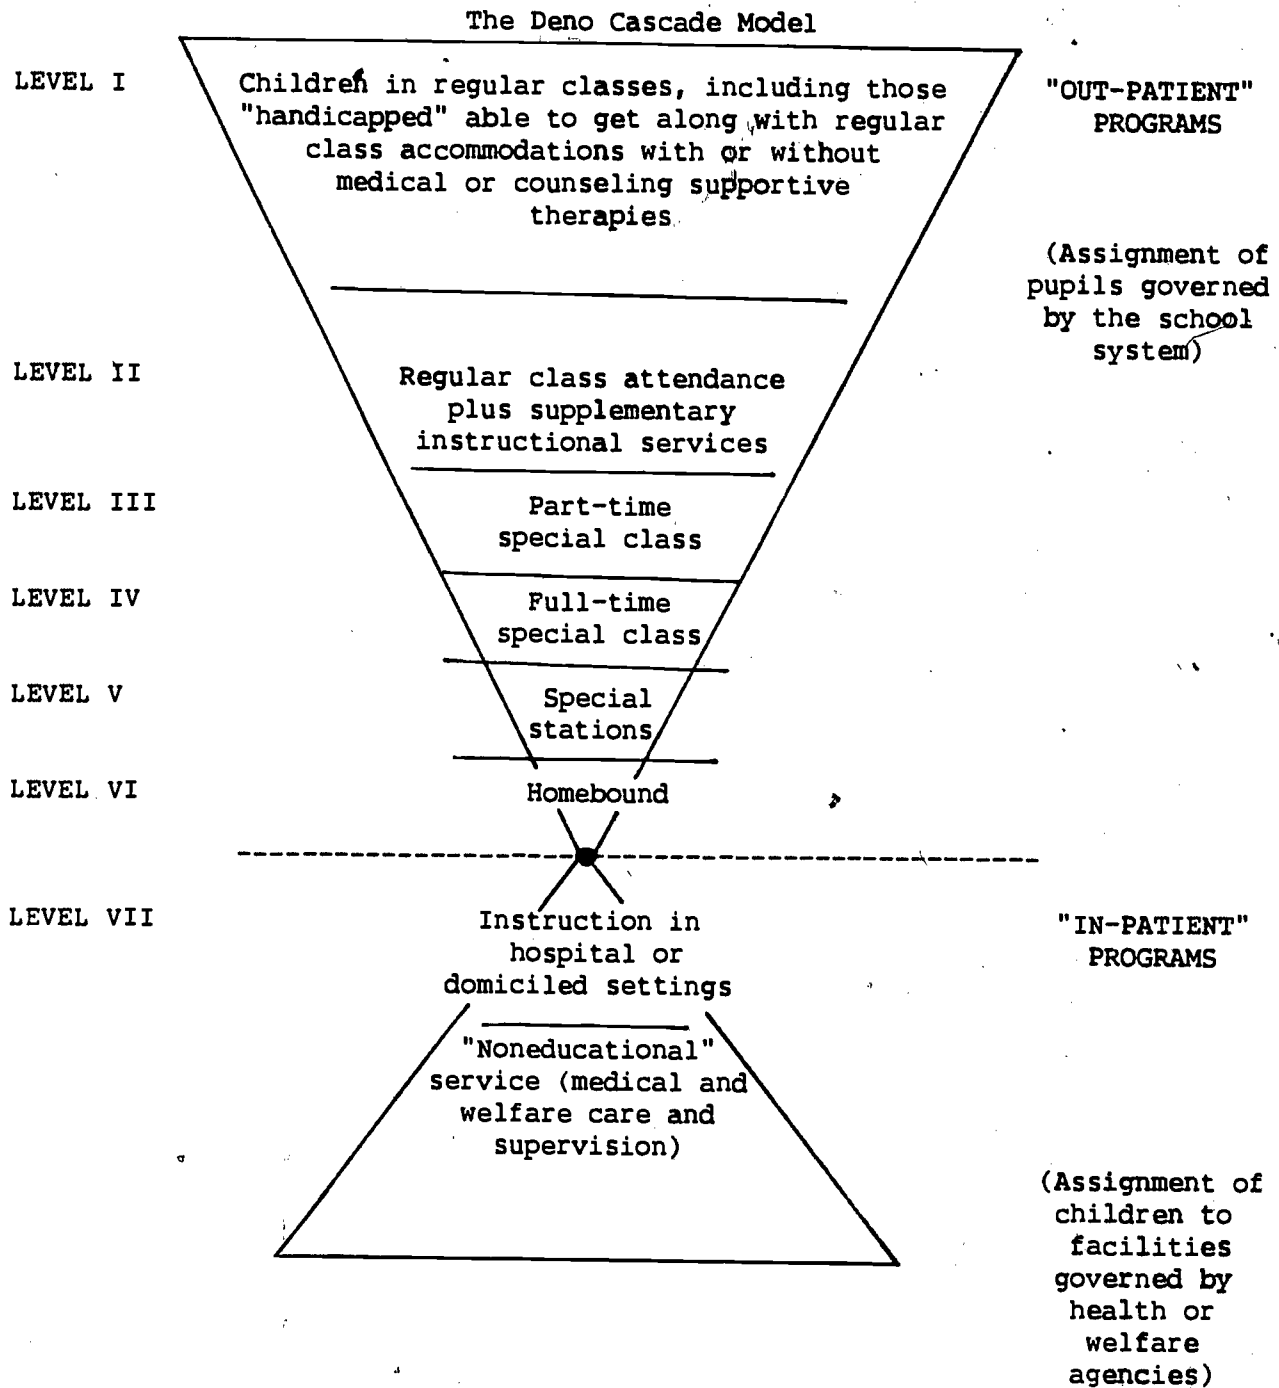 The Deno Cascade Model
LEVEL I
Children in regular classes, including those
"handicapped" able to get along with regular
class accommodations with or without
medical or counseling supportive
therapies
"OUT-PATIENT"
PROGRAMS
(Assignment of
pupils governed
by the school
system)
LEVEL II
Regular class attendance
plus supplementary
instructional services
LEVEL III
Part-time
special class
LEVEL IV
Full-time
special class
LEVEL V
Special
stations
LEVEL VI
Homebound
LEVEL VII
Instruction in
hospital or
domiciled settings
"IN-PATIENT"
PROGRAMS
"Noneducational"
service (medical and
welfare care and
supervision)
(Assignment of
children to
facilities
governed by
health or
welfare
agencies)